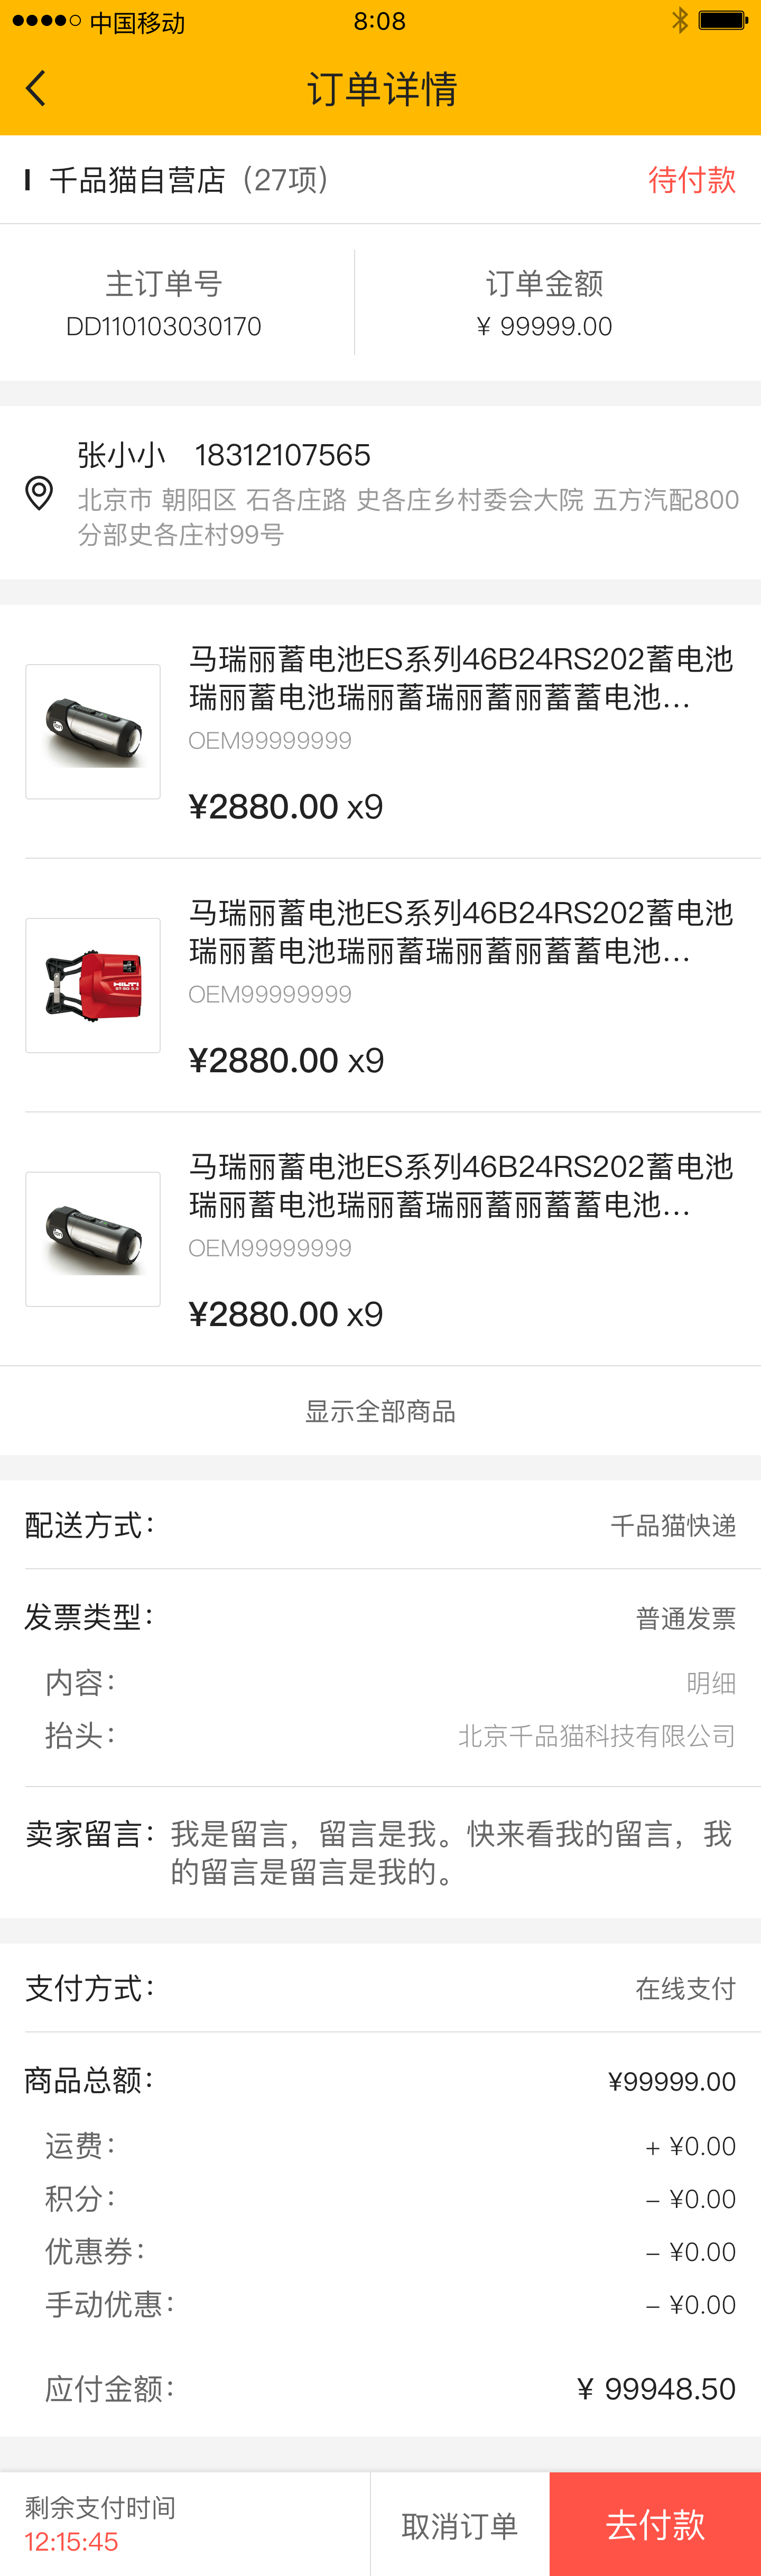 中国移动 8:08
订单详情
千品猫自营店（27项） 待付款
主订单号 订单金额
DD110103030170 ¥ 99999.00
张小小 18312107565
北京市 朝阳区 石各庄路 史各庄乡村委会大院 五方汽配800
分部史各庄村99号
马瑞丽蓄电池ES系列46B24RS202蓄电池
瑞丽蓄电池瑞丽蓄瑞丽蓄丽蓄蓄电池...
OEM99999999
¥2880.00 x9
马瑞丽蓄电池ES系列46B24RS202蓄电池
瑞丽蓄电池瑞丽蓄瑞丽蓄丽蓄蓄电池...
HILTI
OEM99999999
¥2880.00 x9
马瑞丽蓄电池ES系列46B24RS202蓄电池
瑞丽蓄电池瑞丽蓄瑞丽蓄丽蓄蓄电池...
OEM99999999
¥2880.00 x9
显示全部商品
配送方式： 千品猫快递
发票类型： 普通发票
内容： 明细
抬头： 北京千品猫科技有限公司
卖家留言：我是留言，留言是我。快来看我的留言，我
的留言是留言是我的。
支付方式： 在线支付
商品总额： ¥99999.00
运费： + ¥0.00
积分： – ¥0.00
优惠券： – ¥0.00
手动优惠： – ¥0.00
应付金额： ¥ 99948.50
剩余支付时间
12:15:45
取消订单
去付款